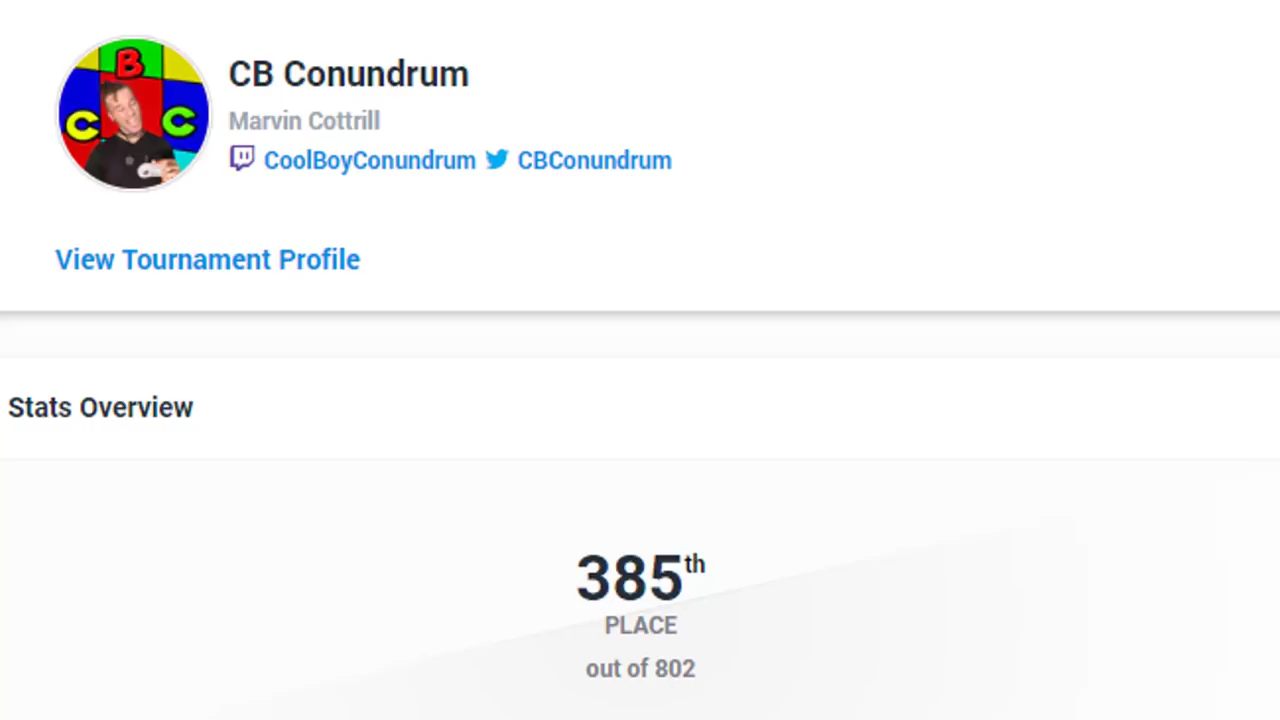 B
C C
CB Conundrum
Marvin Cottrill
CoolBoyConundrum CBConundrum
View Tournament Profile
Stats Overview
385th
PLACE
out of 802